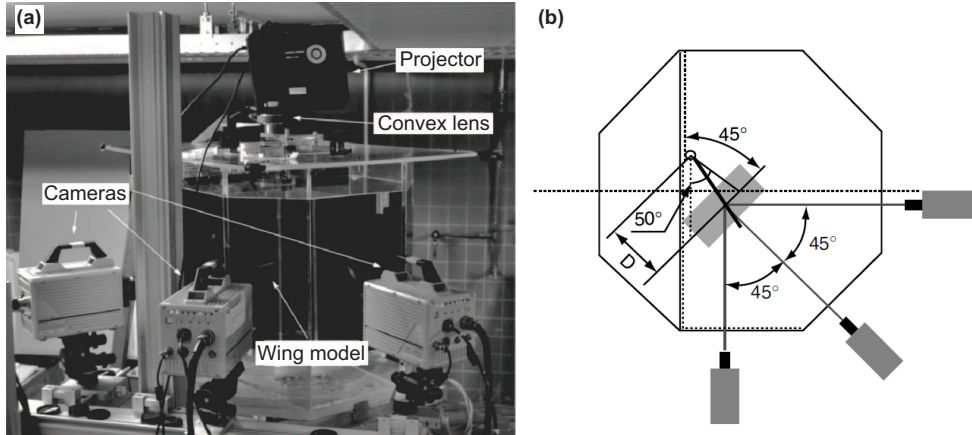 (a)
Projector
Convex lens
Cameras
Wing model
(b)
45°
50°
D
45°
45°